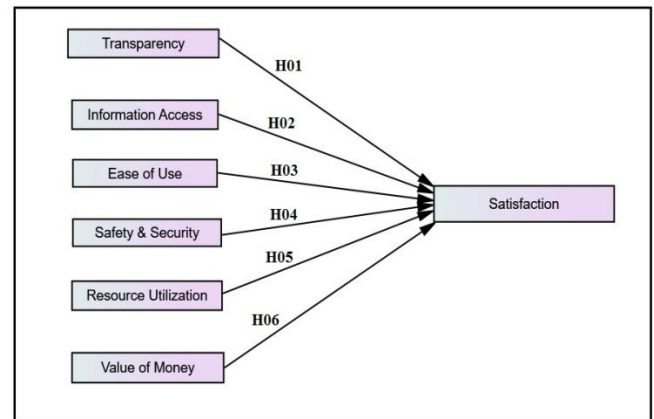 Transparency
H01
Information Access
H02
Ease of Use
H03
Safety & Security
H04
Satisfaction
Resource Utilization
H05
Value of Money
H06